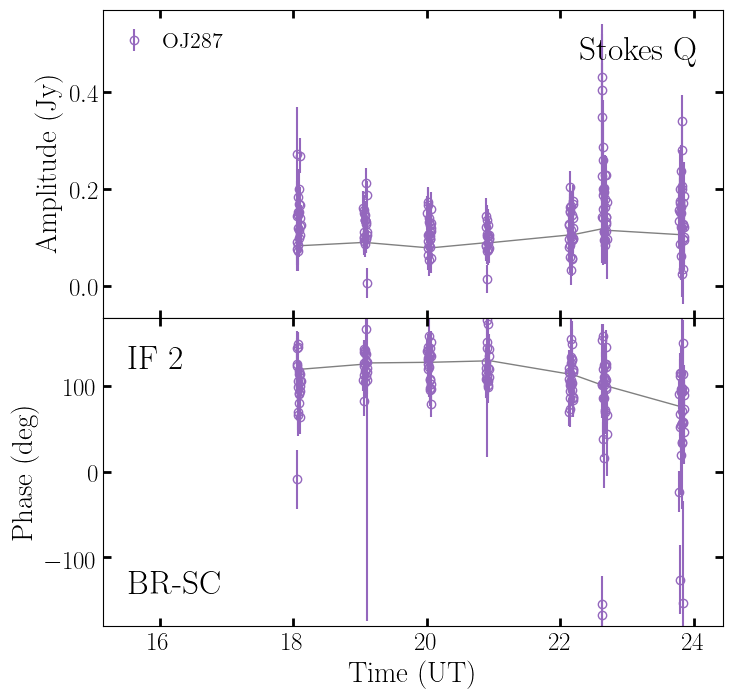 OJ287
Stokes Q
Amplitude (Jy)
0.4
0.2
0.0
IF 2
Phase (deg)
100
0
−100
BR-SC
16 18 20 22 24
Time (UT)